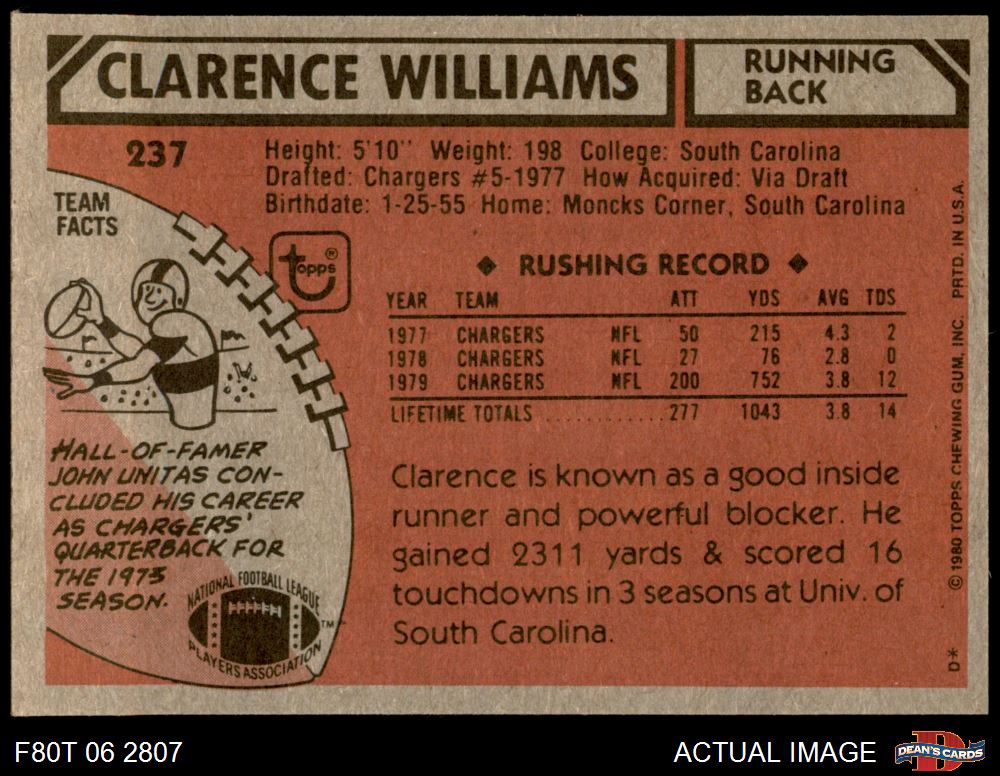 CLARENCE WILLIAMS
RUNNING
BACK
237
Height: 5'10" Weight: 198 College: South Carolina
Drafted: Chargers #5-1977 How Acquired: Via Draft
Birthdate: 1-25-55 Home: Moncks Corner, South Carolina
TEAM
FACTS
topps ®
◆ RUSHING RECORD ◆
YEAR TEAM ATT YDS AVG TDS
1977 CHARGERS NFL 50 215 4.3 2
1978 CHARGERS NFL 27 76 2.8 0
1979 CHARGERS NFL 200 752 3.8 12
LIFETIME TOTALS ............ 277 1043 3.8 14
HALL-OF-FAMER
JOHN UNITAS CON-
CLUDED HIS CAREER
AS CHARGERS'
QUARTERBACK FOR
THE 1973
SEASON.
NATIONAL FOOTBALL LEAGUE
PLAYERS ASSOCIATION
TM
Clarence is known as a good inside
runner and powerful blocker. He
gained 2311 yards & scored 16
touchdowns in 3 seasons at Univ. of
South Carolina.
© 1980 TOPPS CHEWING GUM, INC. PRTD. IN U.S.A.
D*
F80T 06 2807
ACTUAL IMAGE
DEAN'S CARDS